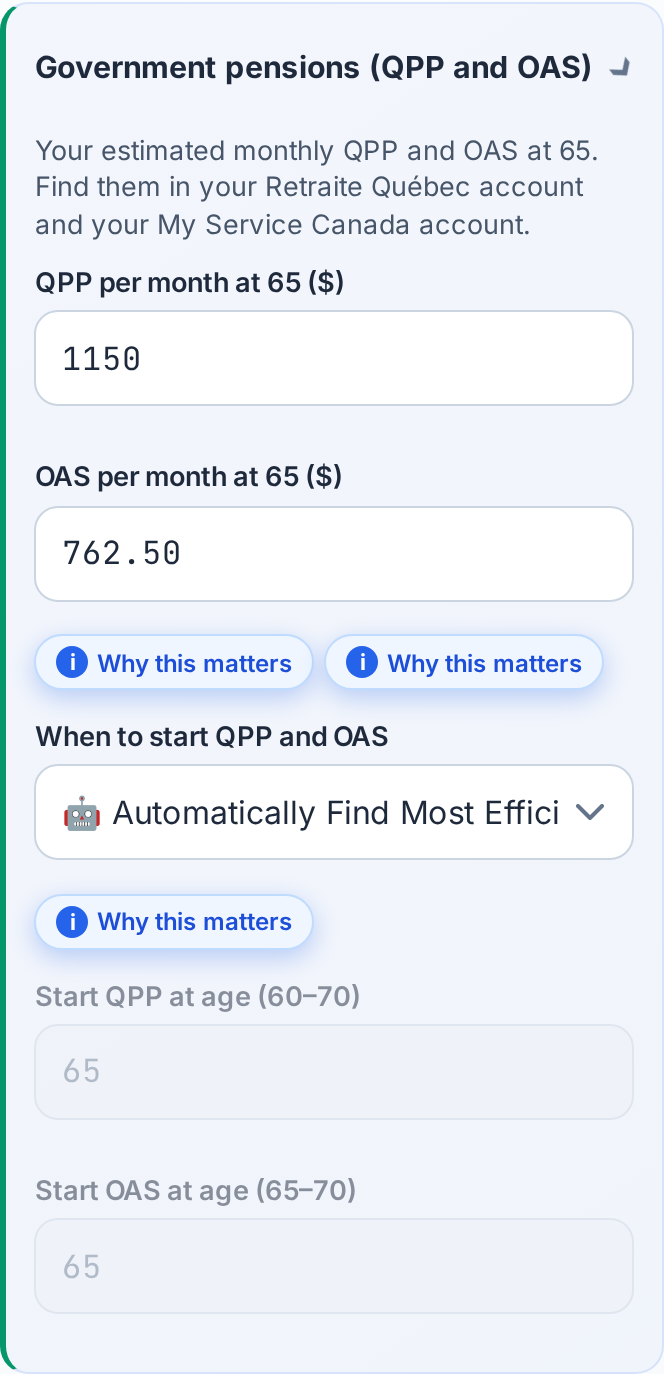 Government pensions (QPP and OAS)
Your estimated monthly QPP and OAS at 65.
Find them in your Retraite Québec account
and your My Service Canada account.
QPP per month at 65 ($)
1150
OAS per month at 65 ($)
762.50
i Why this matters i Why this matters
When to start QPP and OAS
🤖 Automatically Find Most Effici
i Why this matters
Start QPP at age (60–70)
65
Start OAS at age (65–70)
65